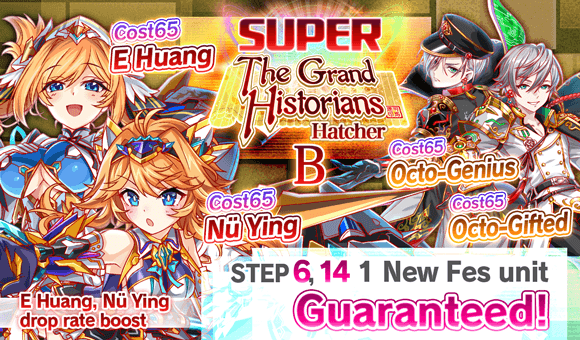 SUPER
The Grand
Historians
Hatcher
B
Cost65
E Huang
Cost65
Nü Ying
Cost65
Octo-Genius
Cost65
Octo-Gifted
STEP 6, 14 1 New Fes unit
Guaranteed!
E Huang, Nü Ying
drop rate boost